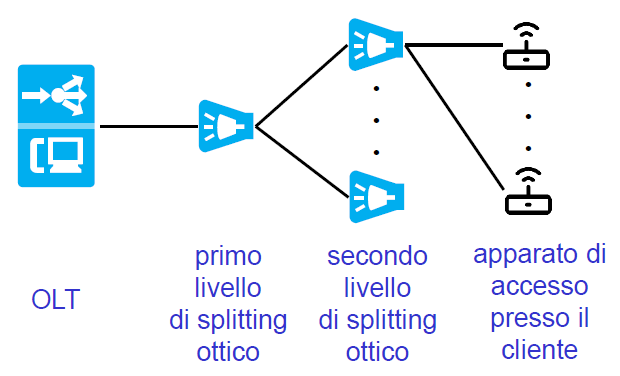 OLT
primo
livello
di splitting
ottico
secondo
livello
di splitting
ottico
apparato di
accesso
presso il
cliente